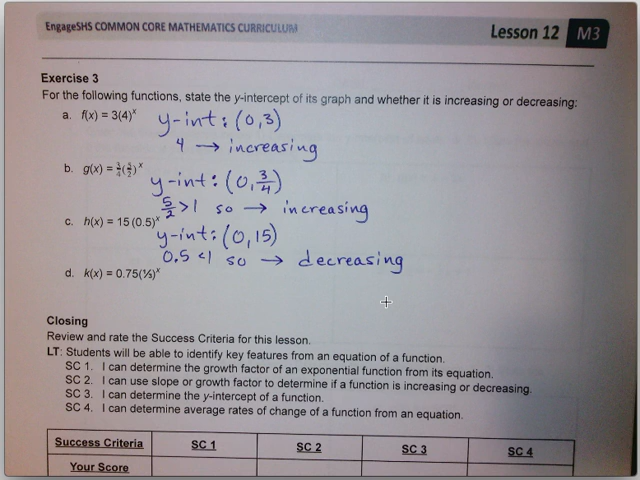 EngageSHS COMMON CORE MATHEMATICS CURRICULUM
Lesson 12 M3
Exercise 3
For the following functions, state the y-intercept of its graph and whether it is increasing or decreasing:
a. f(x) = 3(4)ˣ y-int: (0,3)
4 → increasing
b. g(x) = 3/4(5/2)ˣ y-int: (0, 3/4)
5/2 > 1 so → increasing
c. h(x) = 15 (0.5)ˣ y-int: (0,15)
0.5 < 1 so → decreasing
d. k(x) = 0.75(⅓)ˣ
Closing
Review and rate the Success Criteria for this lesson.
LT: Students will be able to identify key features from an equation of a function.
SC 1. I can determine the growth factor of an exponential function from its equation.
SC 2. I can use slope or growth factor to determine if a function is increasing or decreasing.
SC 3. I can determine the y-intercept of a function.
SC 4. I can determine average rates of change of a function from an equation.
Success Criteria SC 1 SC 2 SC 3 SC 4
Your Score